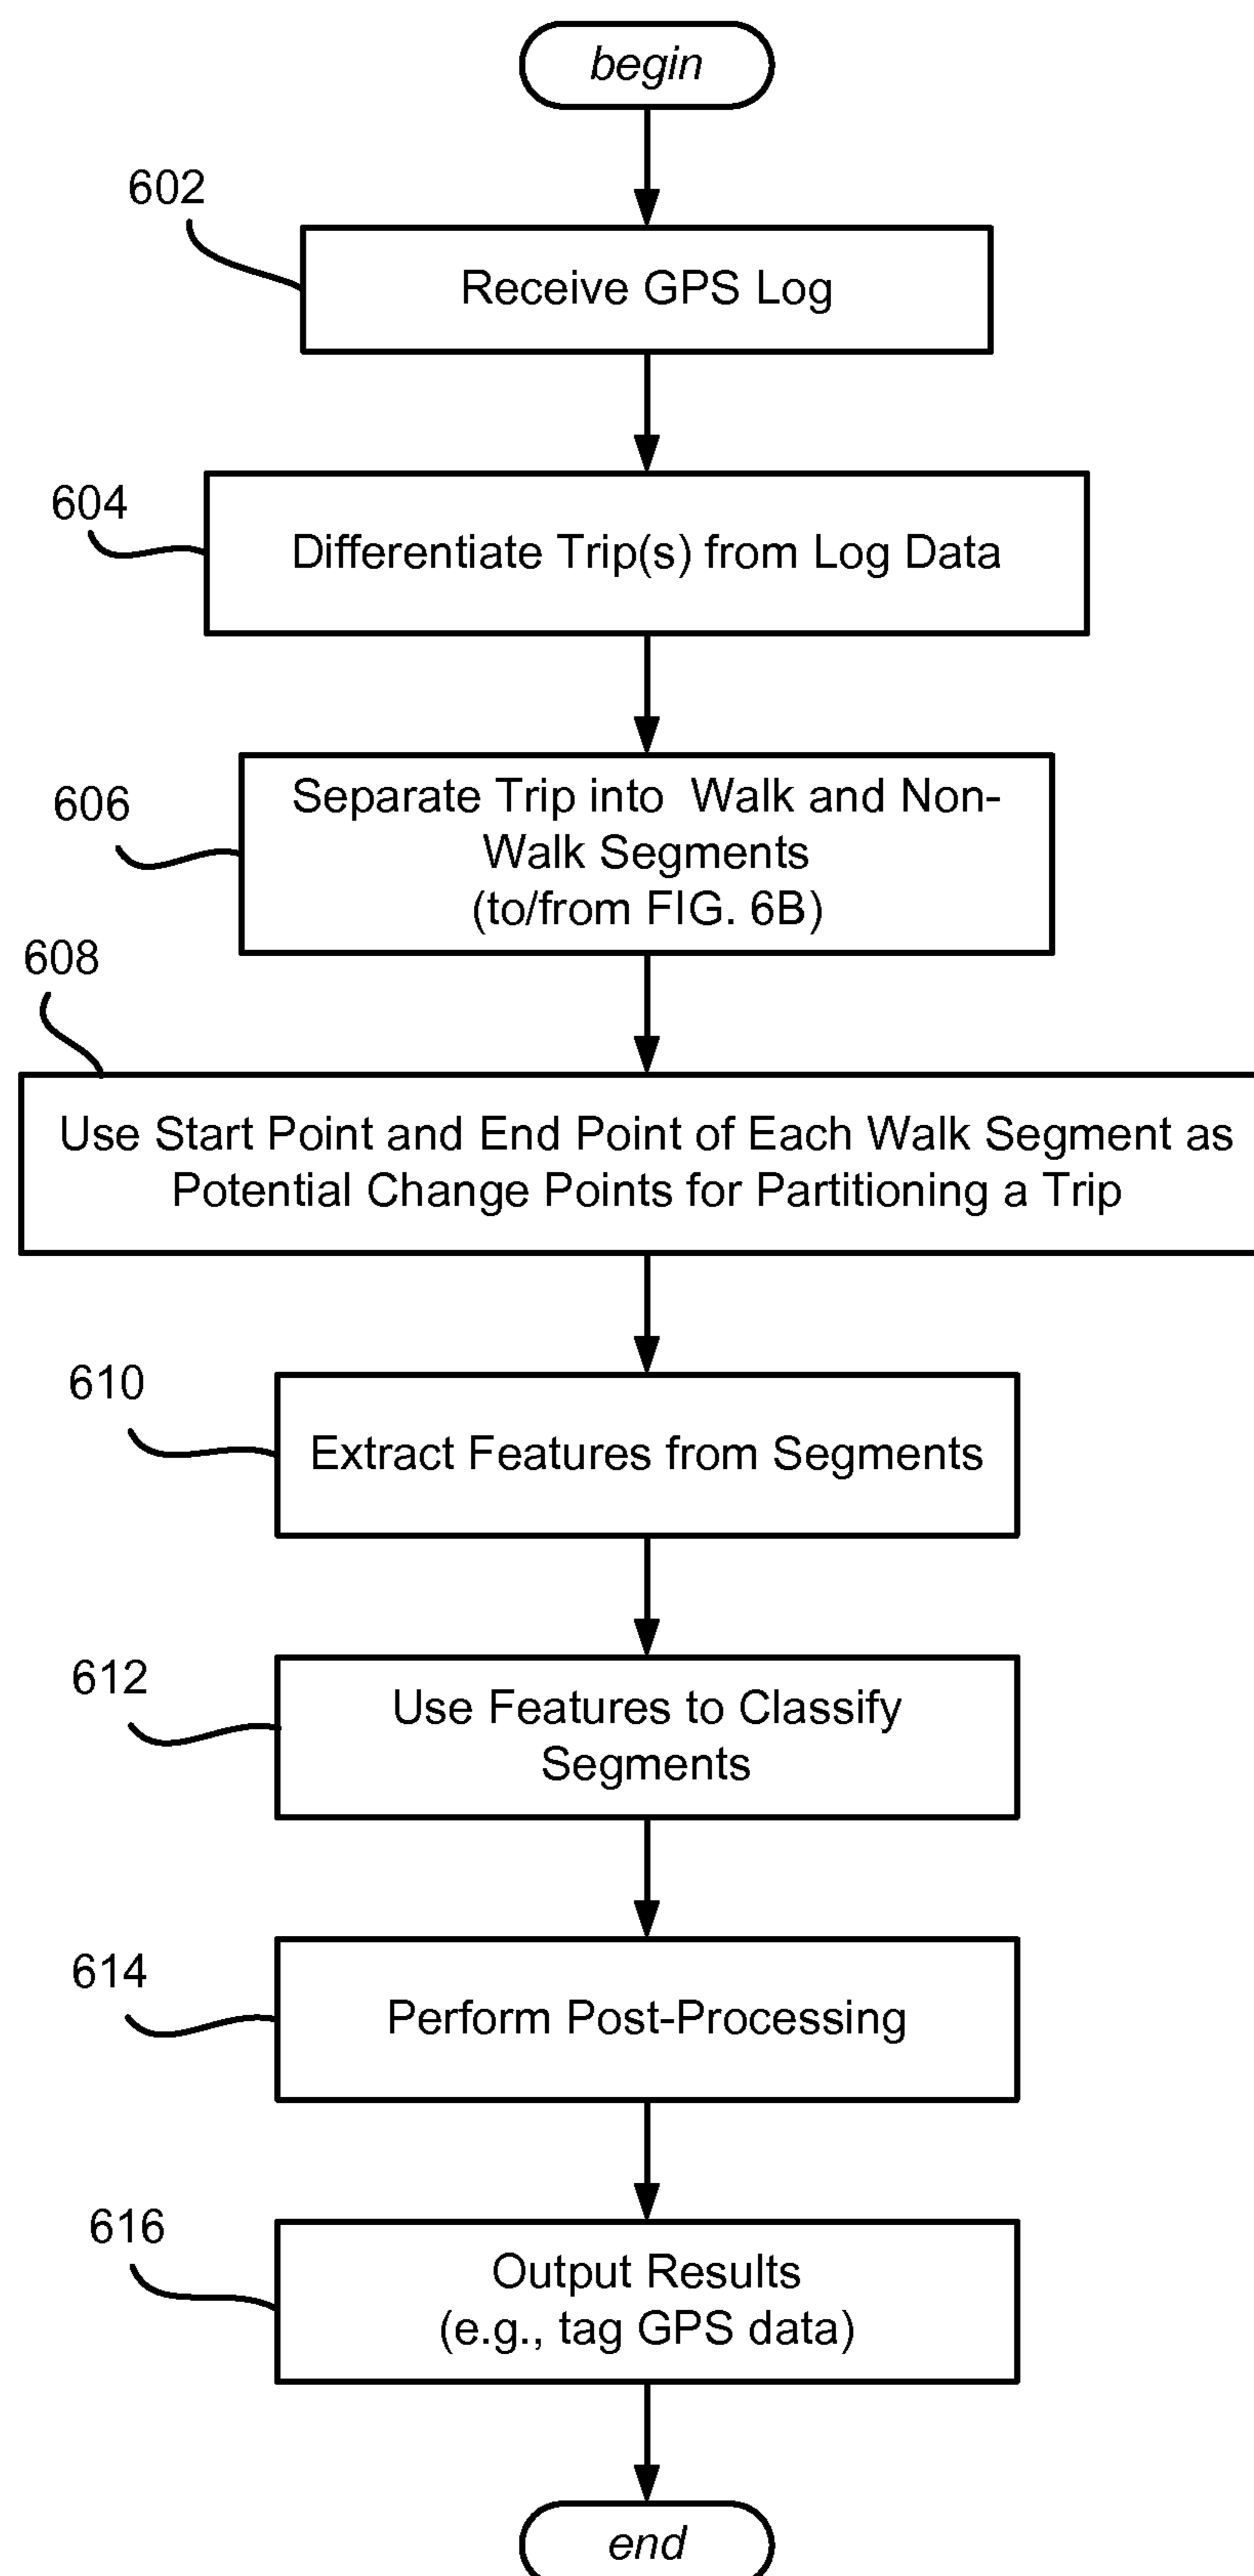 begin
602
Receive GPS Log
604
Differentiate Trip(s) from Log Data
606
Separate Trip into Walk and Non-
Walk Segments
(to/from FIG. 6B)
608
Use Start Point and End Point of Each Walk Segment as
Potential Change Points for Partitioning a Trip
610
Extract Features from Segments
612
Use Features to Classify
Segments
614
Perform Post-Processing
616
Output Results
(e.g., tag GPS data)
end